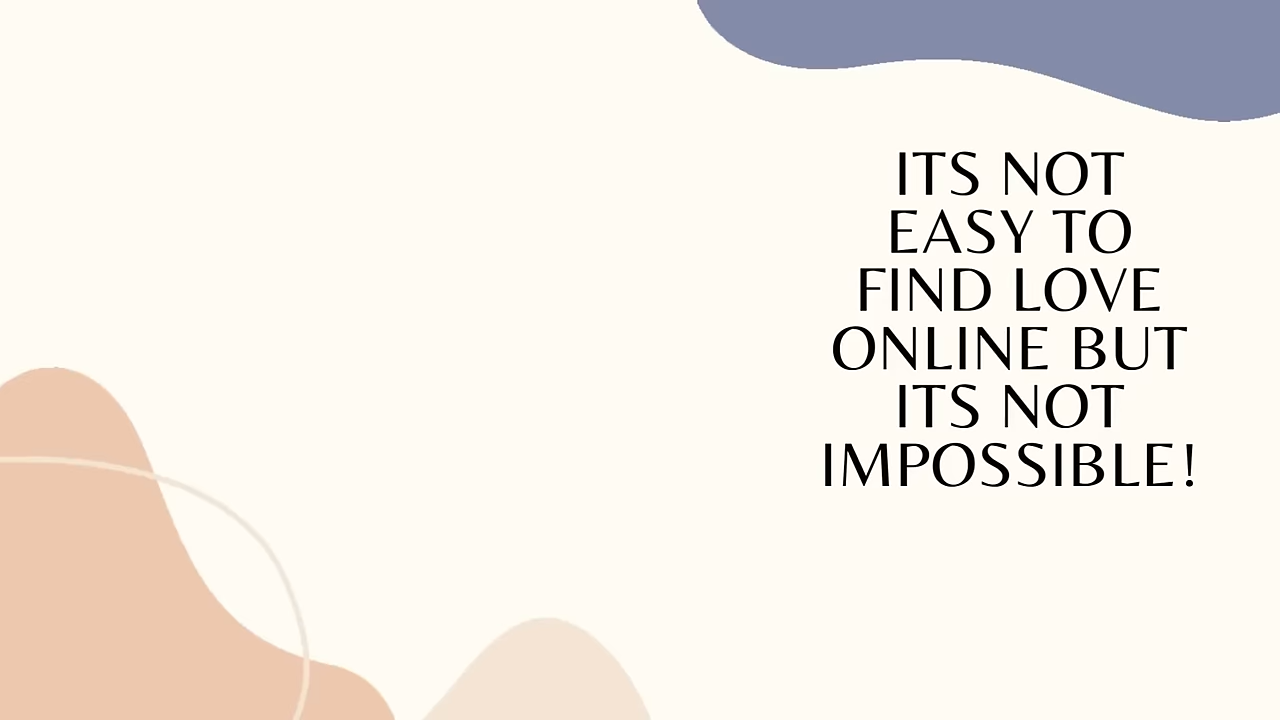 ITS NOT
EASY TO
FIND LOVE
ONLINE BUT
ITS NOT
IMPOSSIBLE!